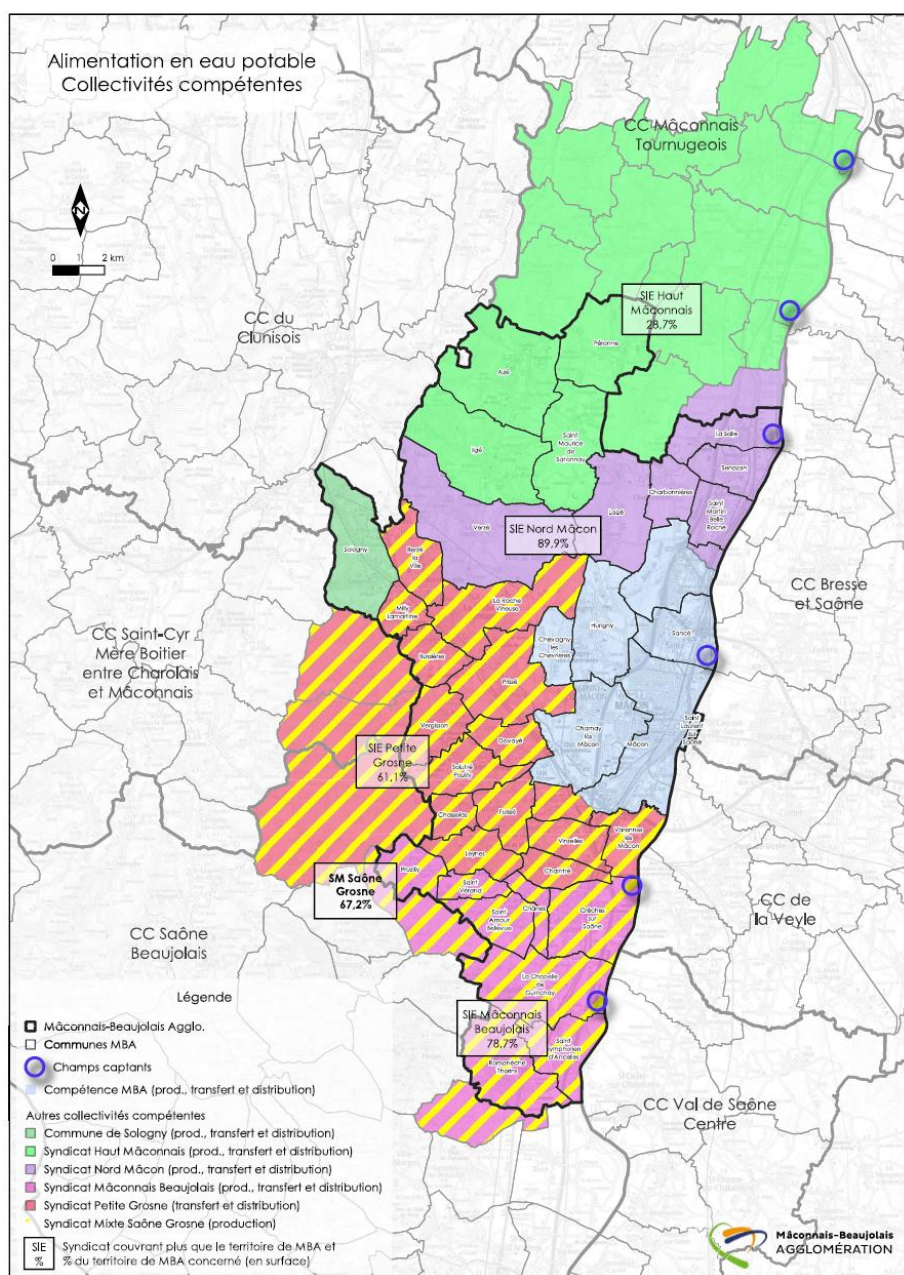 Alimentation en eau potable
Collectivités compétentes
CC Mâconnais
Tournugeois
N
0 1 2 km
SIE Haut
Mâconnais
28,7%
CC du
Clunisois
Péronne
Azé
Igé
Saint
Maurice
de
Satonnay
La Salle
Senozan
Charbonnières
Saint
Martin
Belle
Roche
Laizé
Verzé
SIE Nord Mâcon
89,9%
Sologny
Berzé
la
Ville
CC Bresse
et Saône
La Roche
Vineuse
Milly
Lamartine
Hurigny
Sancé
Chevagny
les
Chevrières
CC Saint-Cyr
Mère Boitier
entre Charolais
et Mâconnais
Bussières
Prissé
Vergisson
Charnay
lès
Mâcon
Mâcon
Saint
Laurent
sur
Saône
SIE Petite
Grosne
61,1%
Davayé
Solutré
Pouilly
Chasselas
Fuissé
Vinzelles
Varennes
lès
Mâcon
Leynes
Chaintré
Pruzilly
Saint
Vérand
SM Saône
Grosne
67,2%
Saint
Amour
Bellevue
Chânes
Crêches
sur
Saône
CC de
la Veyle
CC Saône
Beaujolais
La Chapelle
de
Guinchay
SIE Mâconnais
Beaujolais
78,7%
Saint
Symphorien
d'Ancelles
Romanèche
Thorins
CC Val de Saône
Centre
Légende
Mâconnais-Beaujolais Agglo.
Communes MBA
Champs captants
Compétence MBA (prod., transfert et distribution)
Autres collectivités compétentes
Commune de Sologny (prod., transfert et distribution)
Syndicat Haut Mâconnais (prod., transfert et distribution)
Syndicat Nord Mâcon (prod., transfert et distribution)
Syndicat Mâconnais Beaujolais (prod., transfert et distribution)
Syndicat Petite Grosne (transfert et distribution)
Syndicat Mixte Saône Grosne (production)
SIE
%
Syndicat couvrant plus que le territoire de MBA et
% du territoire de MBA concerné (en surface)
Mâconnais-Beaujolais
AGGLOMÉRATION